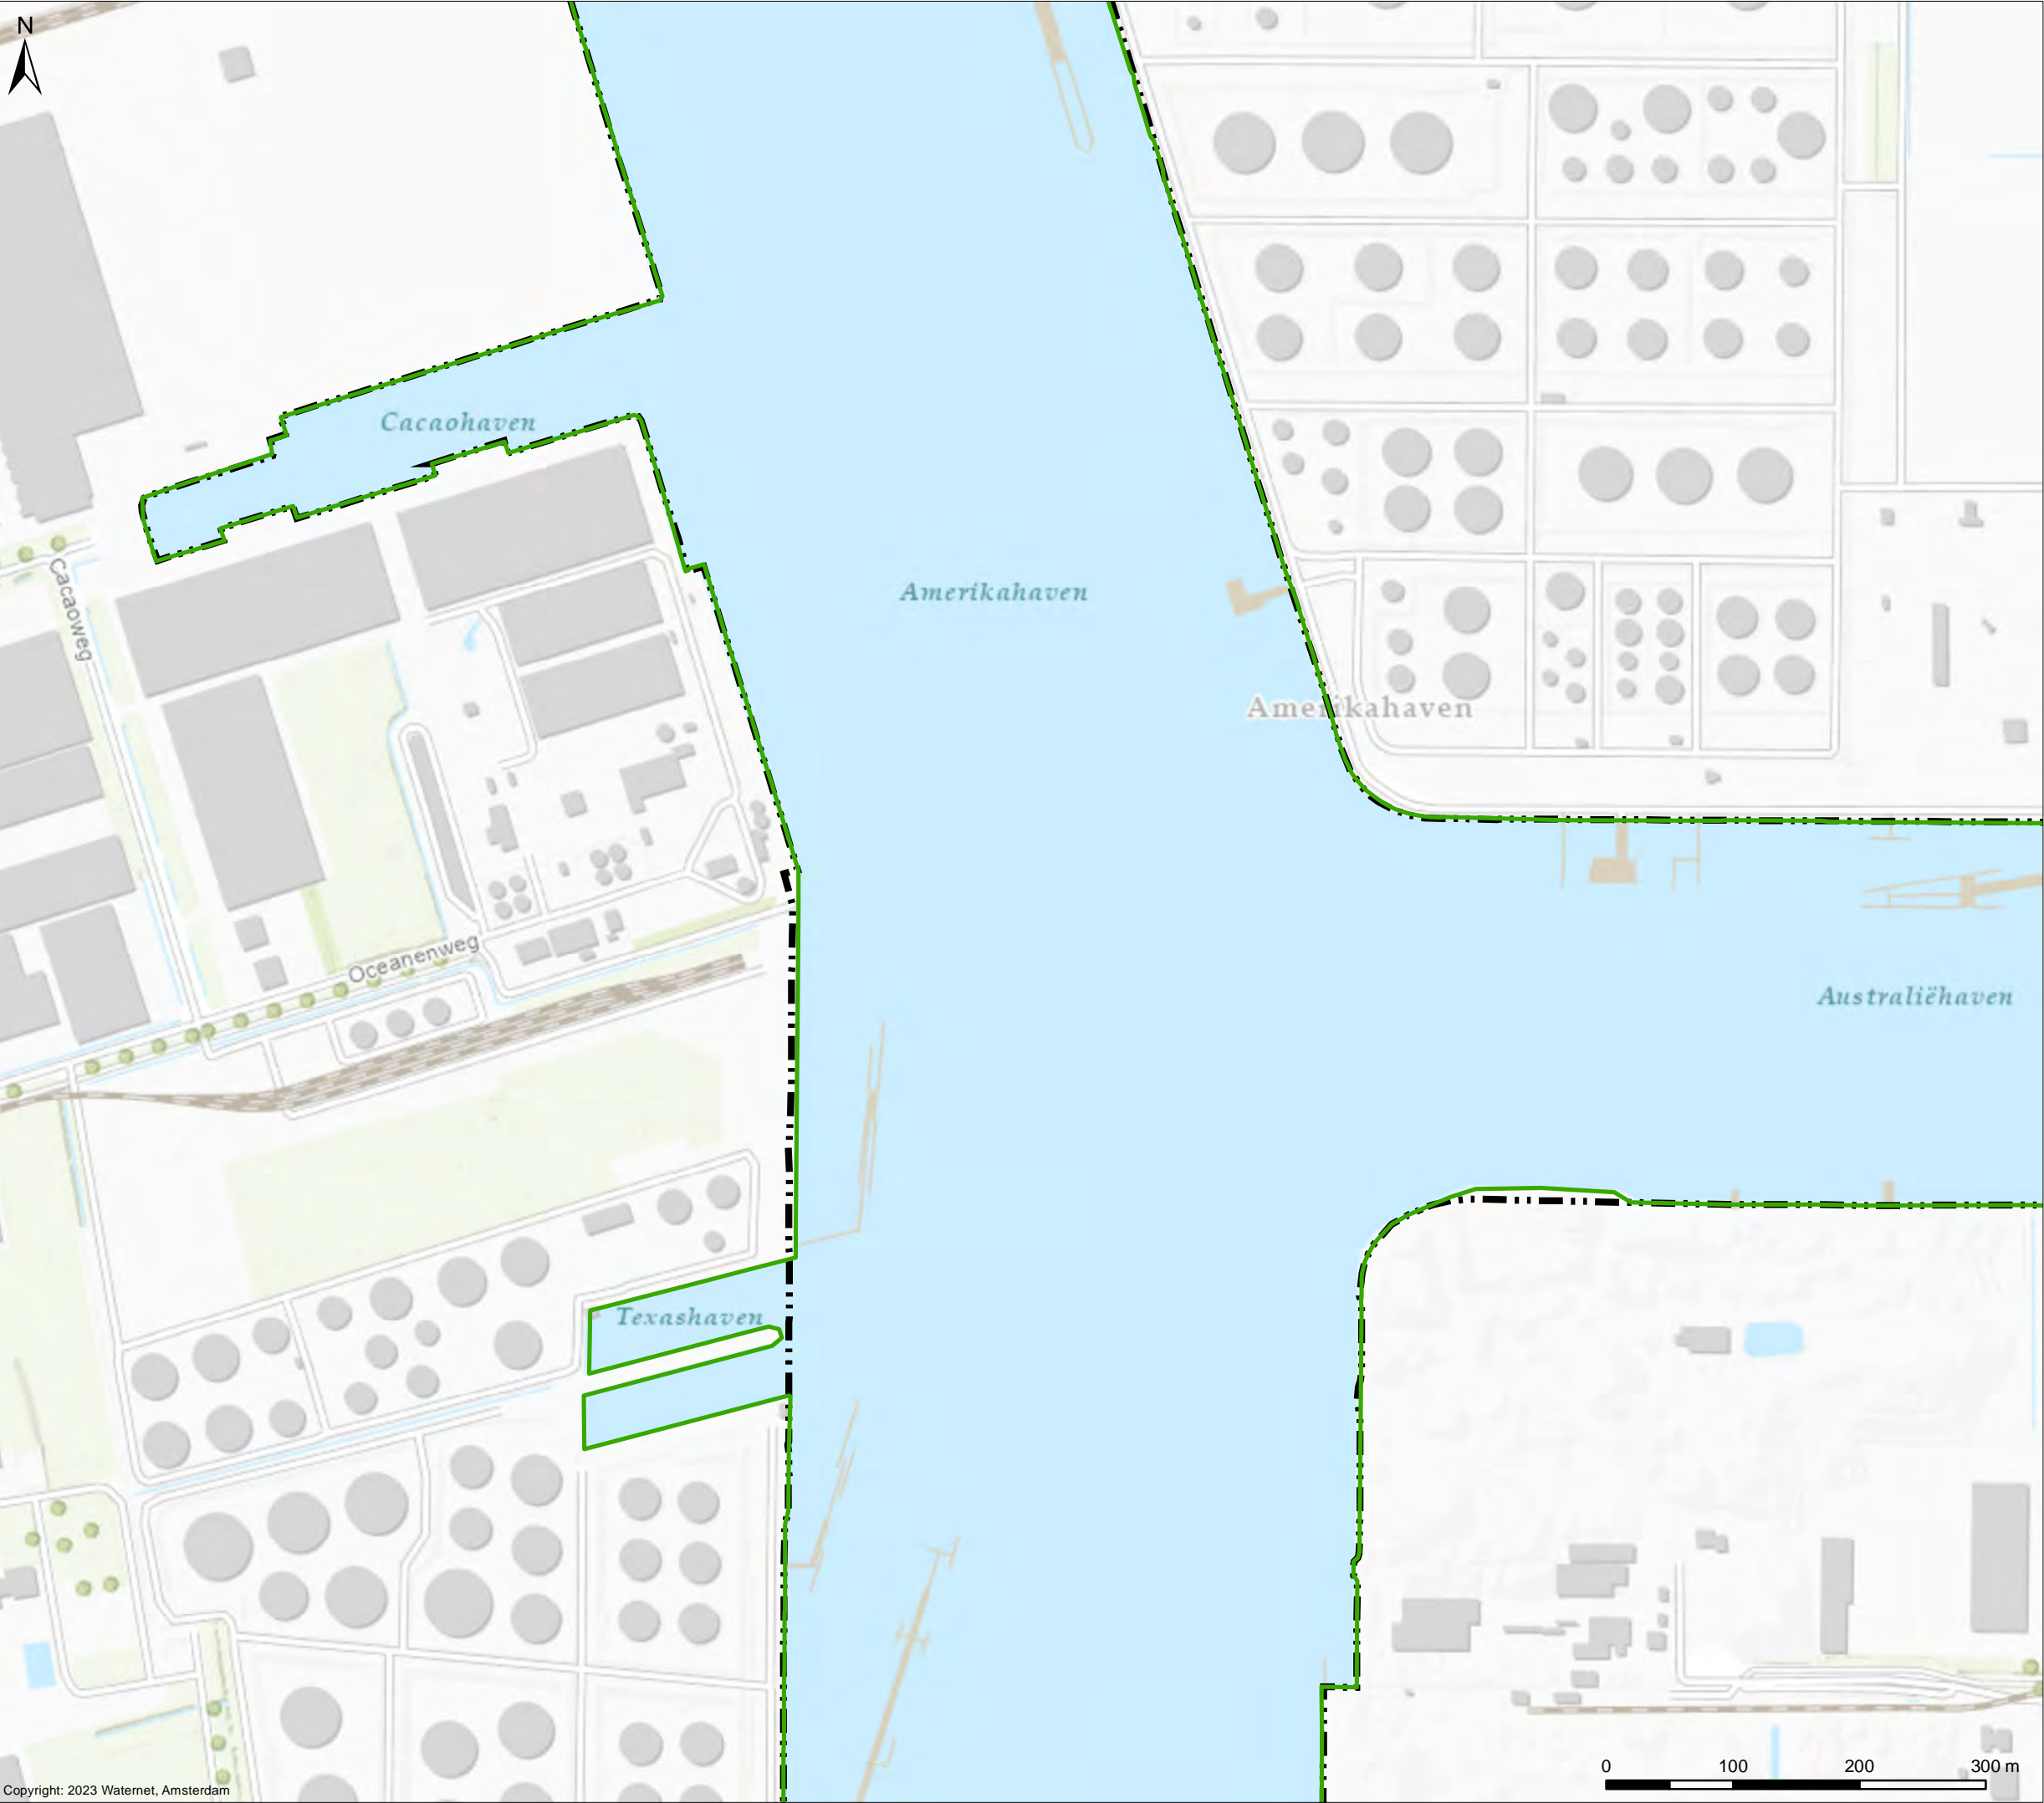 N
Cacaohaven
Cacaoweg
Amerikahaven
Amerikahaven
Oceanenweg
Australiëhaven
Texashaven
0 100 200 300 m
Copyright: 2023 Waternet, Amsterdam